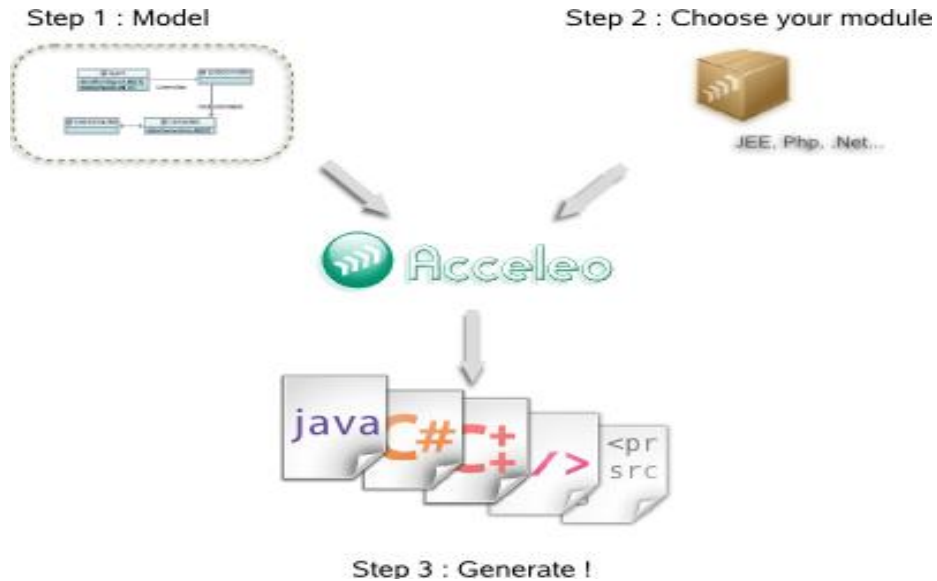 Step 1 : Model
Step 2 : Choose your module
JEE, Php, .Net...
Acceleo
java
C#
C++
/>
<pr
src
Step 3 : Generate !